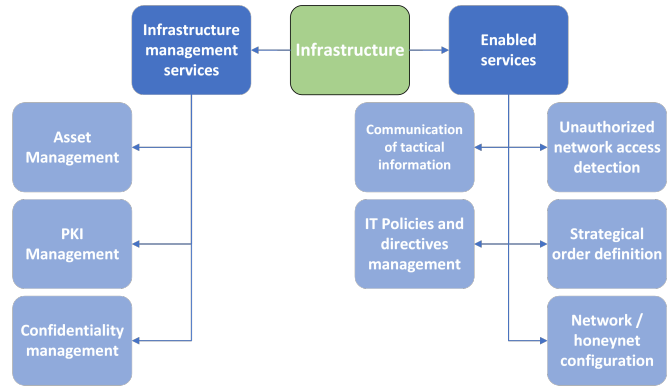 Infrastructure
management
services
Infrastructure
Enabled
services
Asset
Management
PKI
Management
Confidentiality
management
Communication
of tactical
information
Unauthorized
network access
detection
IT Policies and
directives
management
Strategical
order definition
Network /
honeynet
configuration